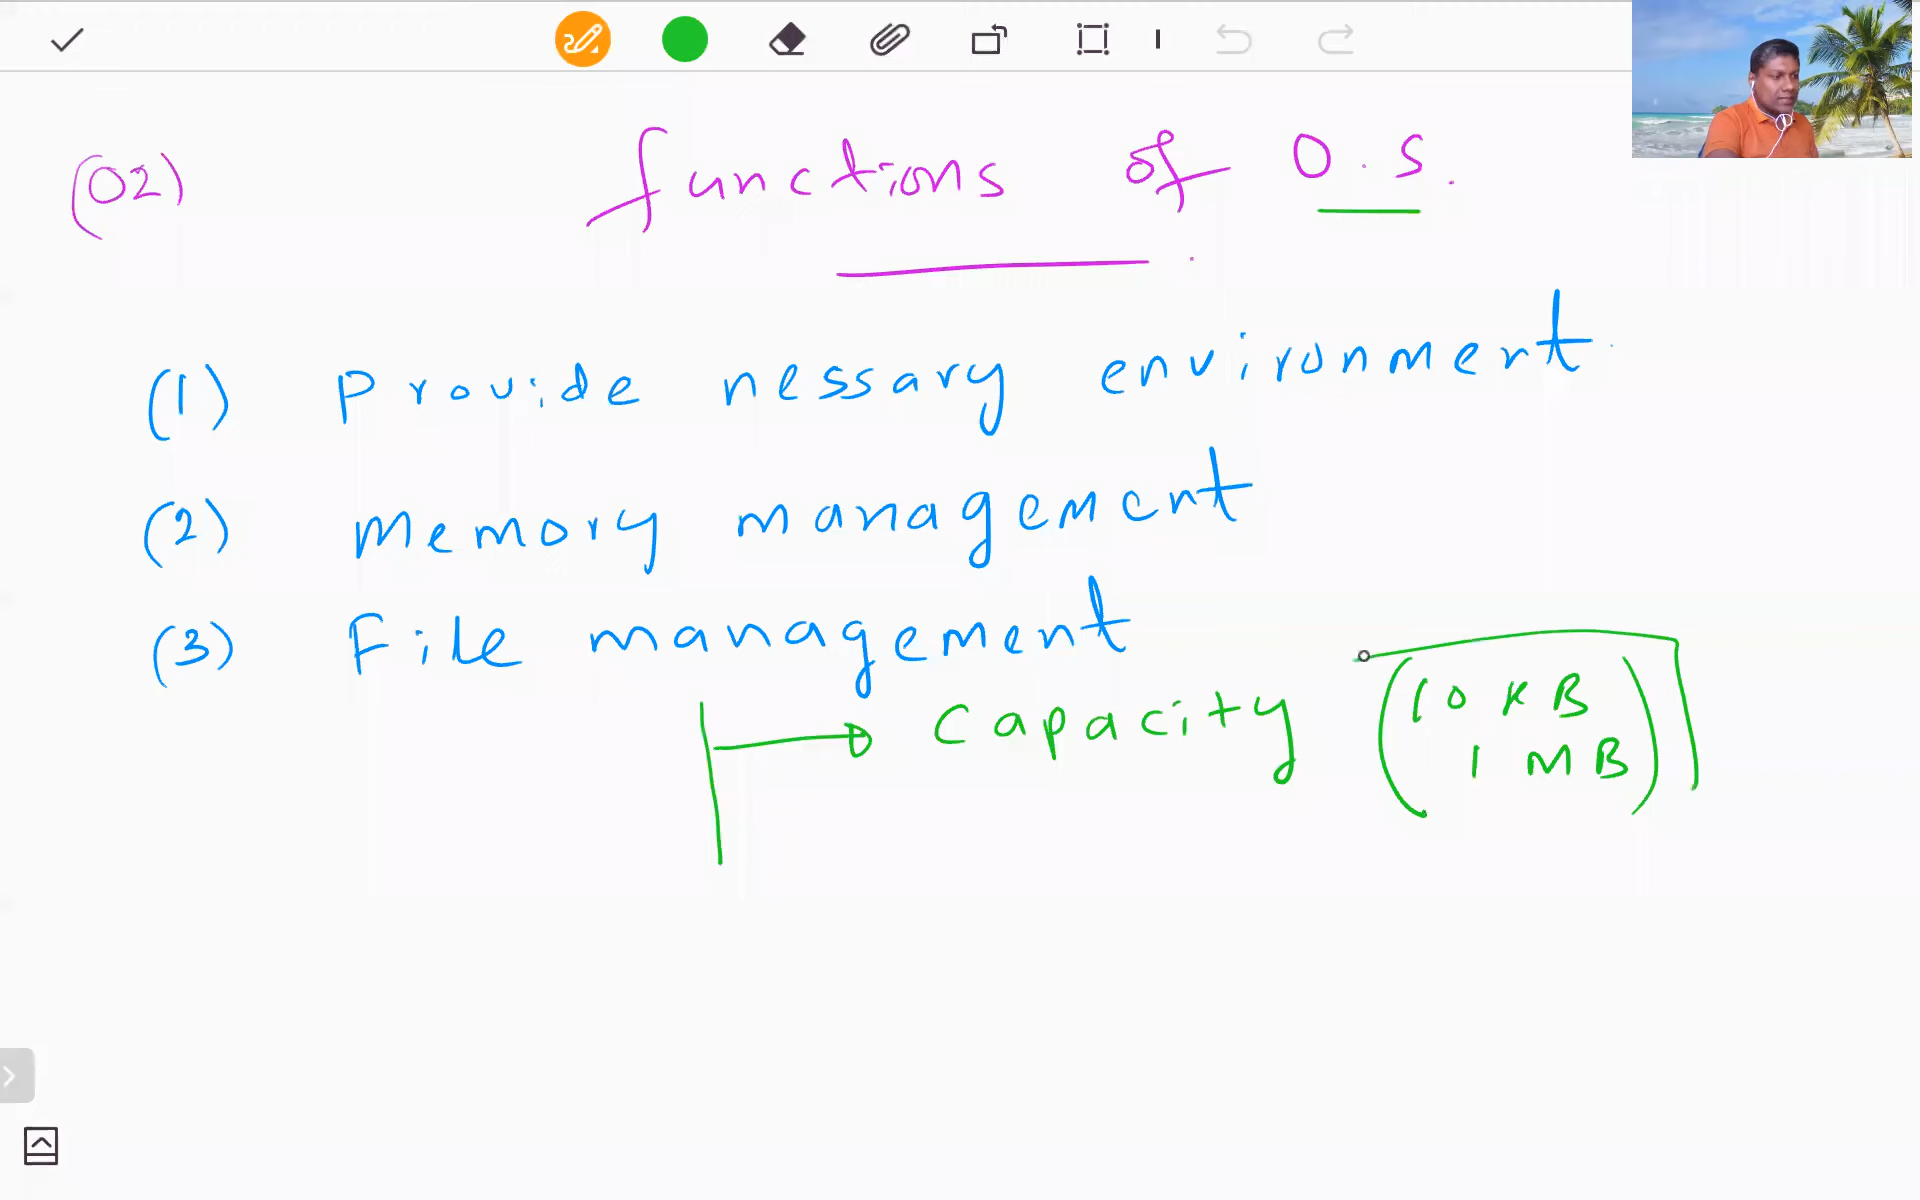 (02) functions of O.S.
(1) Provide nessary environment.
(2) Memory management
(3) File management
Capacity (10 KB
1 MB)